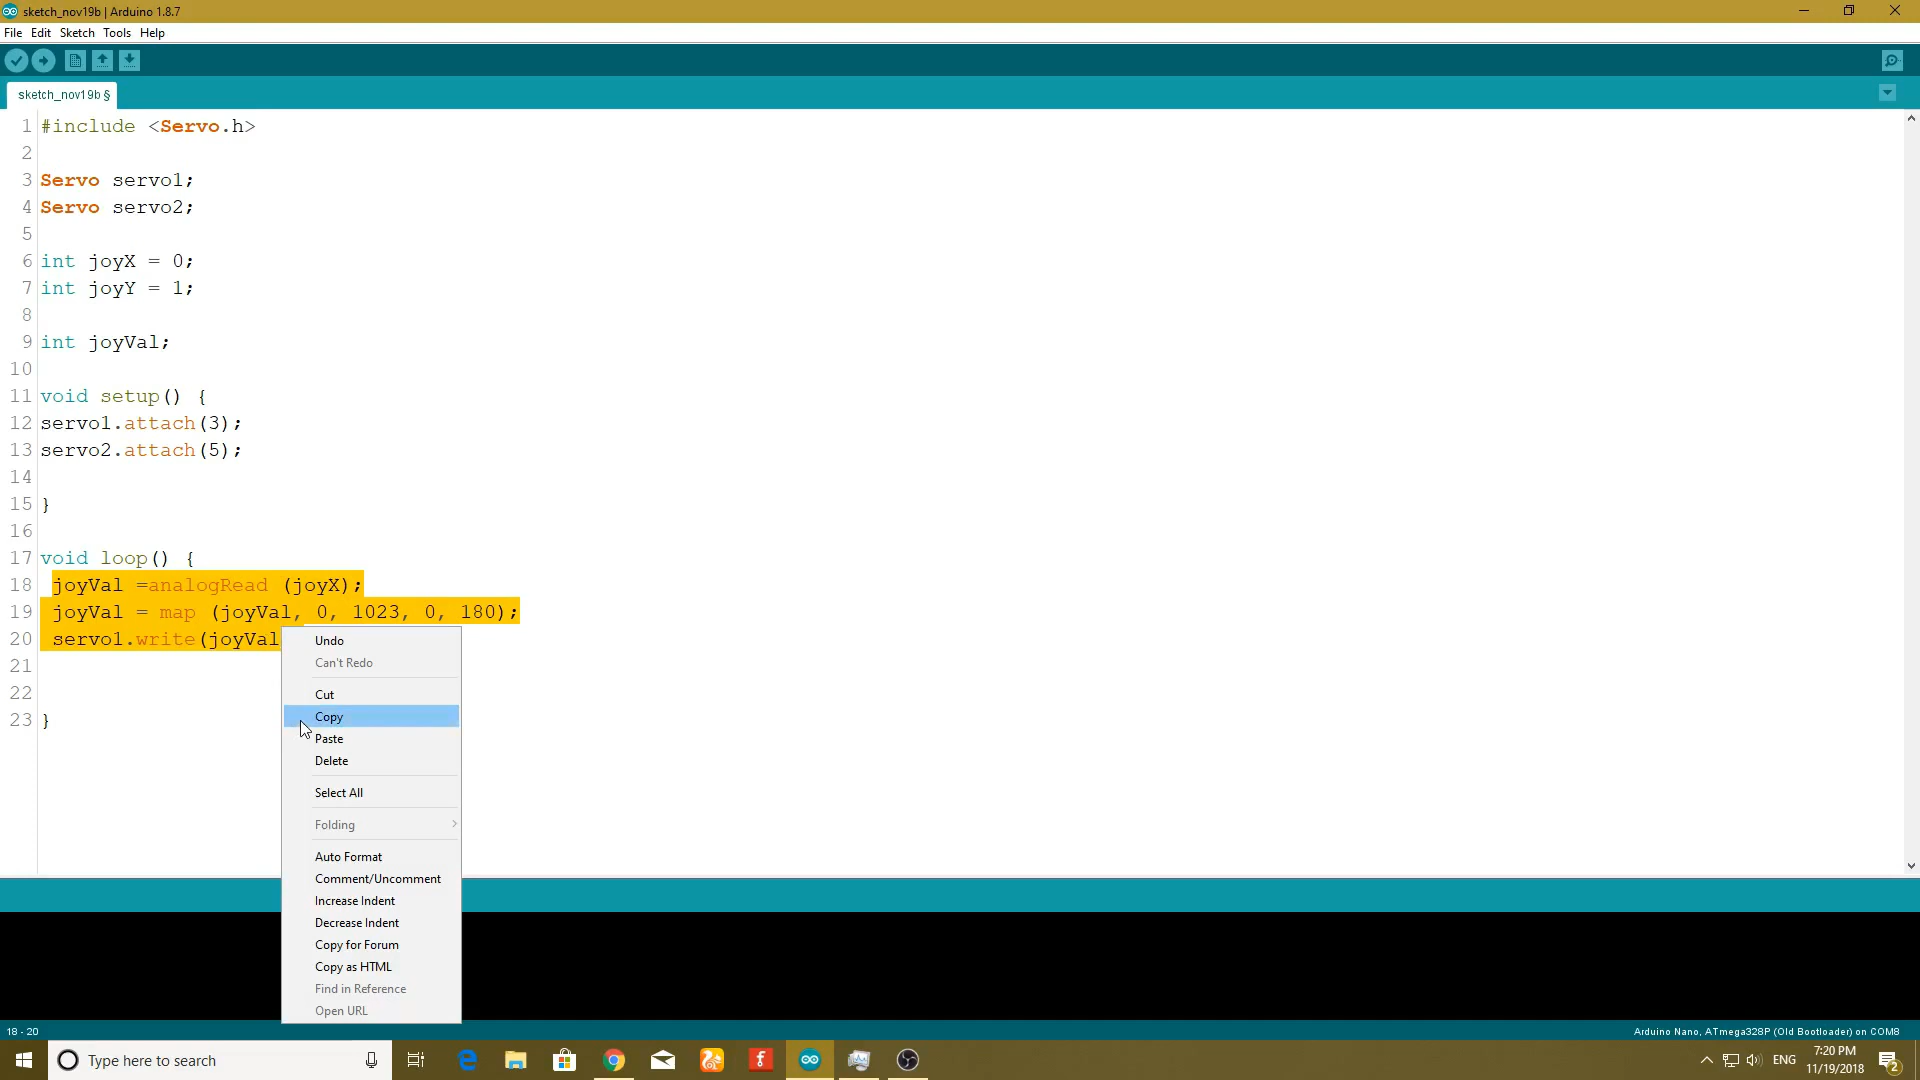 sketch_nov19b | Arduino 1.8.7
File Edit Sketch Tools Help
sketch_nov19b §
1 #include <Servo.h>
2
3 Servo servo1;
4 Servo servo2;
5
6 int joyX = 0;
7 int joyY = 1;
8
9 int joyVal;
10
11 void setup() {
12 servo1.attach(3);
13 servo2.attach(5);
14
15 }
16
17 void loop() {
18 joyVal =analogRead (joyX);
19 joyVal = map (joyVal, 0, 1023, 0, 180);
20 servo1.write(joyVal
21
22
23 }
Undo
Can't Redo
Cut
Copy
Paste
Delete
Select All
Folding
Auto Format
Comment/Uncomment
Increase Indent
Decrease Indent
Copy for Forum
Copy as HTML
Find in Reference
Open URL
18 - 20
Arduino Nano, ATmega328P (Old Bootloader) on COM8
Type here to search
ENG
7:20 PM
11/19/2018
2